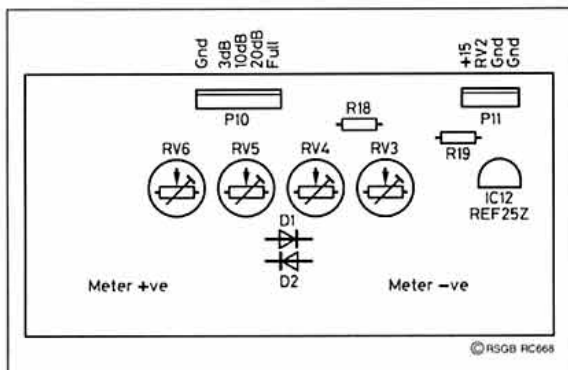 Gnd
3dB
10dB
20dB
Full
+15
RV2
Gnd
Gnd
P10
R18
P11
R19
RV6 RV5 RV4 RV3
IC12
REF25Z
D1
D2
Meter +ve Meter -ve
© RSGB RC668